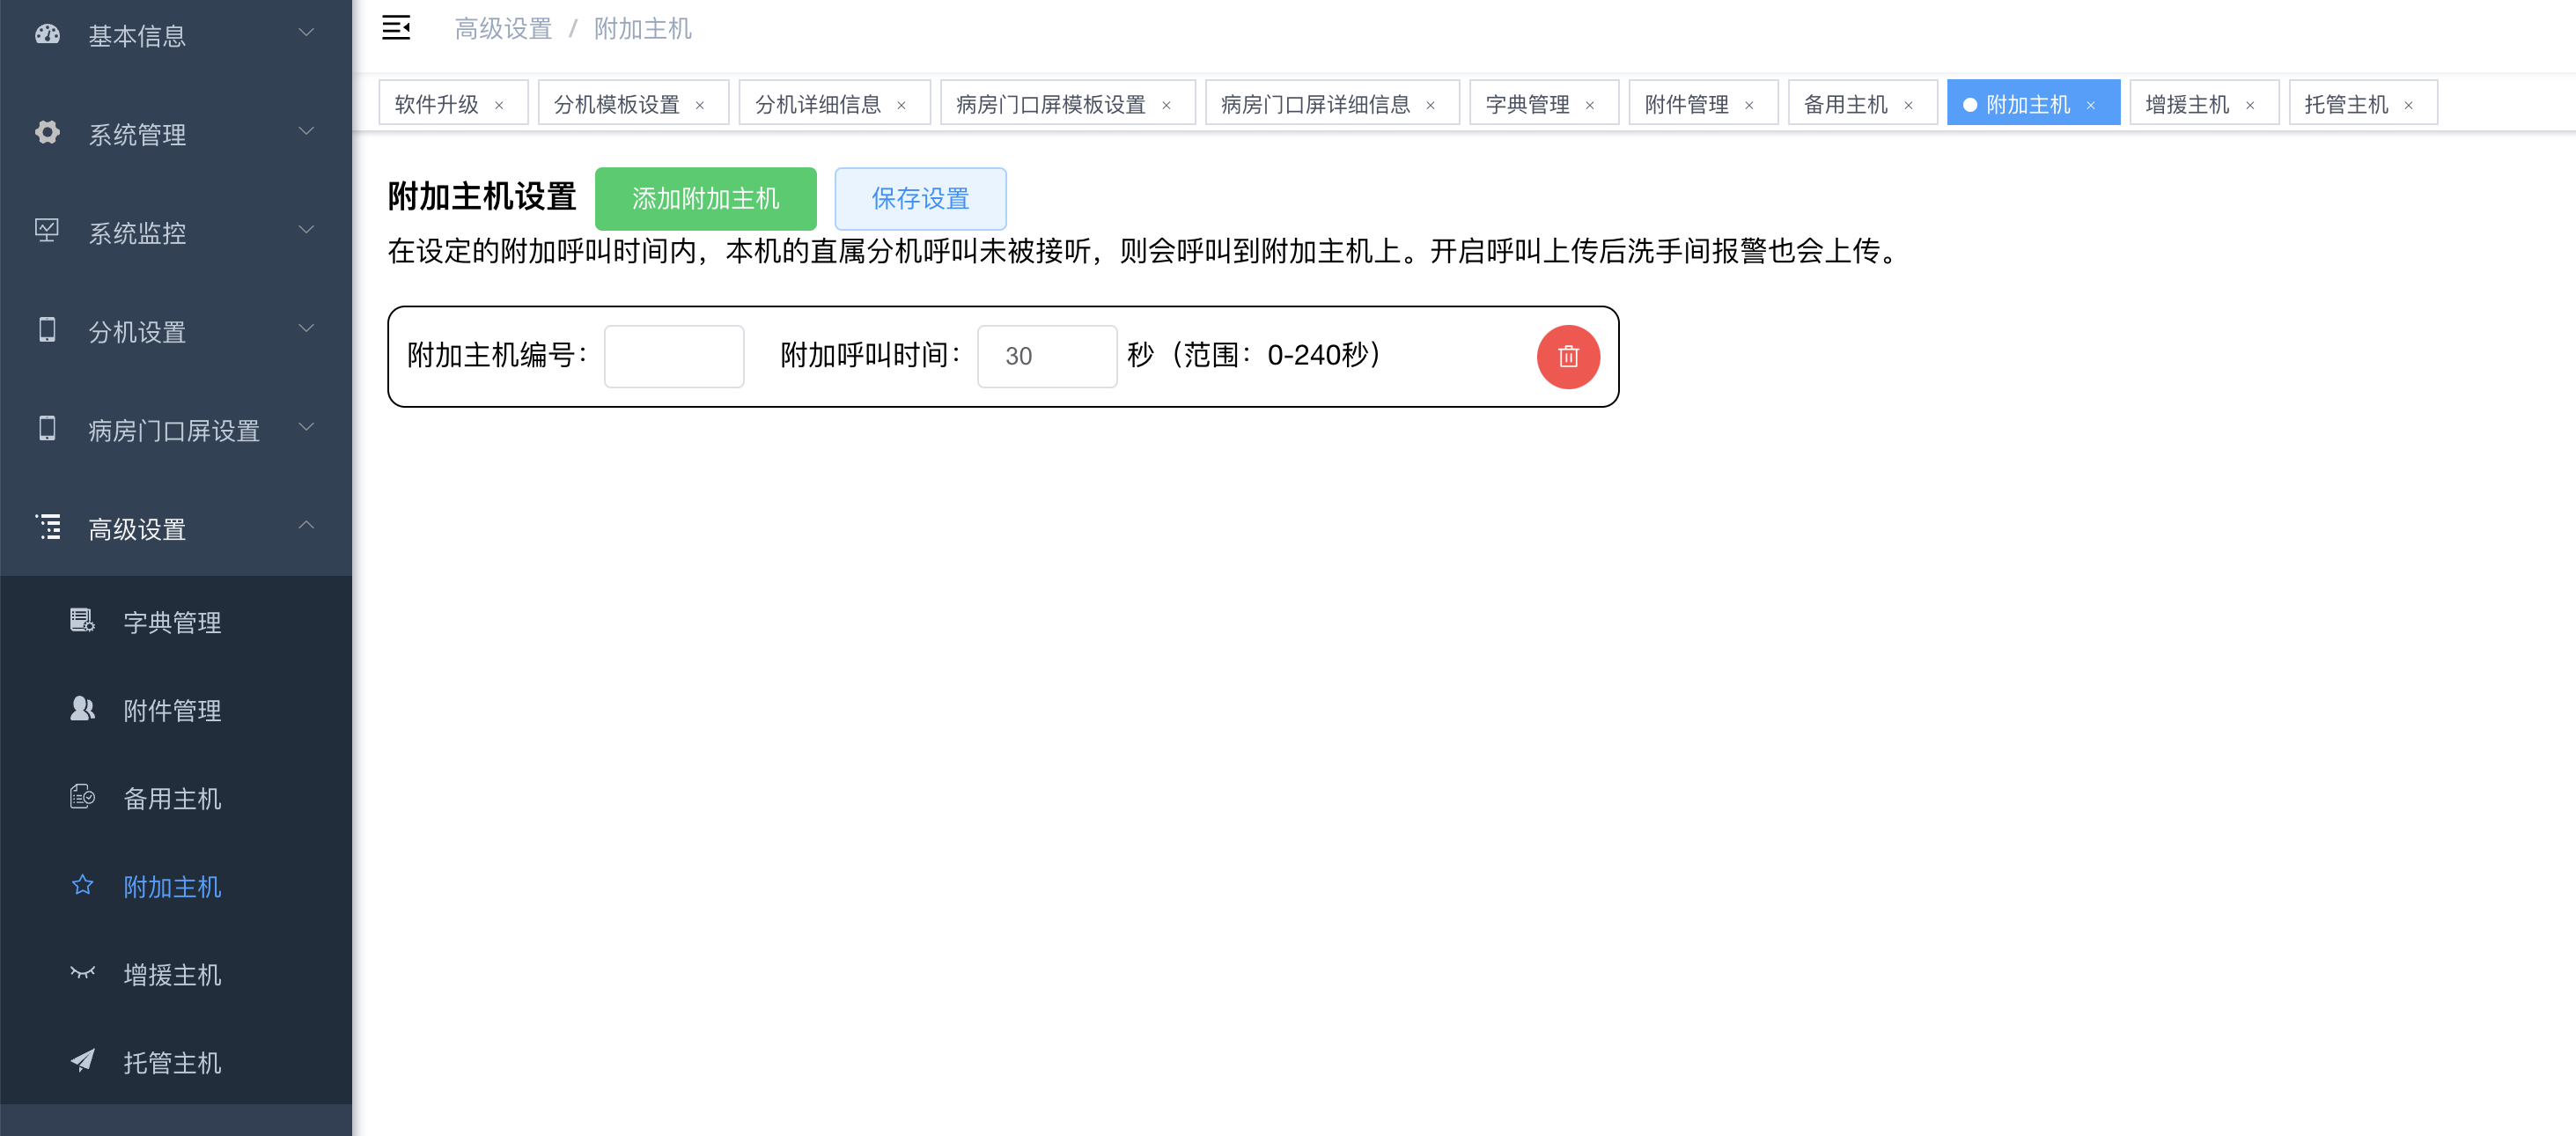 基本信息
系统管理
系统监控
分机设置
病房门口屏设置
高级设置
字典管理
附件管理
备用主机
附加主机
增援主机
托管主机
高级设置 / 附加主机
软件升级 × 分机模板设置 × 分机详细信息 × 病房门口屏模板设置 × 病房门口屏详细信息 × 字典管理 × 附件管理 × 备用主机 × 附加主机 × 增援主机 × 托管主机 ×
附加主机设置 添加附加主机 保存设置
在设定的附加呼叫时间内，本机的直属分机呼叫未被接听，则会呼叫到附加主机上。开启呼叫上传后洗手间报警也会上传。
附加主机编号： 附加呼叫时间： 30 秒（范围：0-240秒）